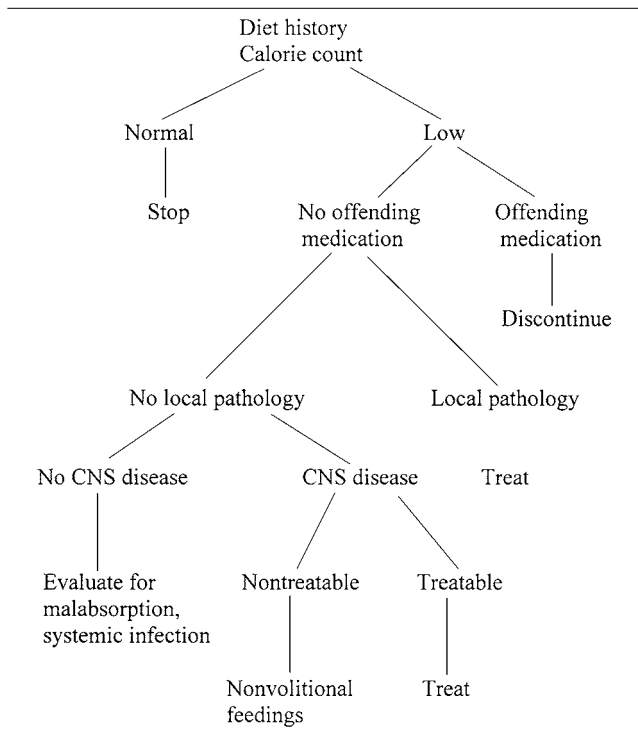 Diet history
Calorie count
Normal
Low
Stop
No offending
medication
Offending
medication
Discontinue
No local pathology
Local pathology
No CNS disease
CNS disease
Treat
Evaluate for
malabsorption,
systemic infection
Nontreatable
Treatable
Nonvolitional
feedings
Treat